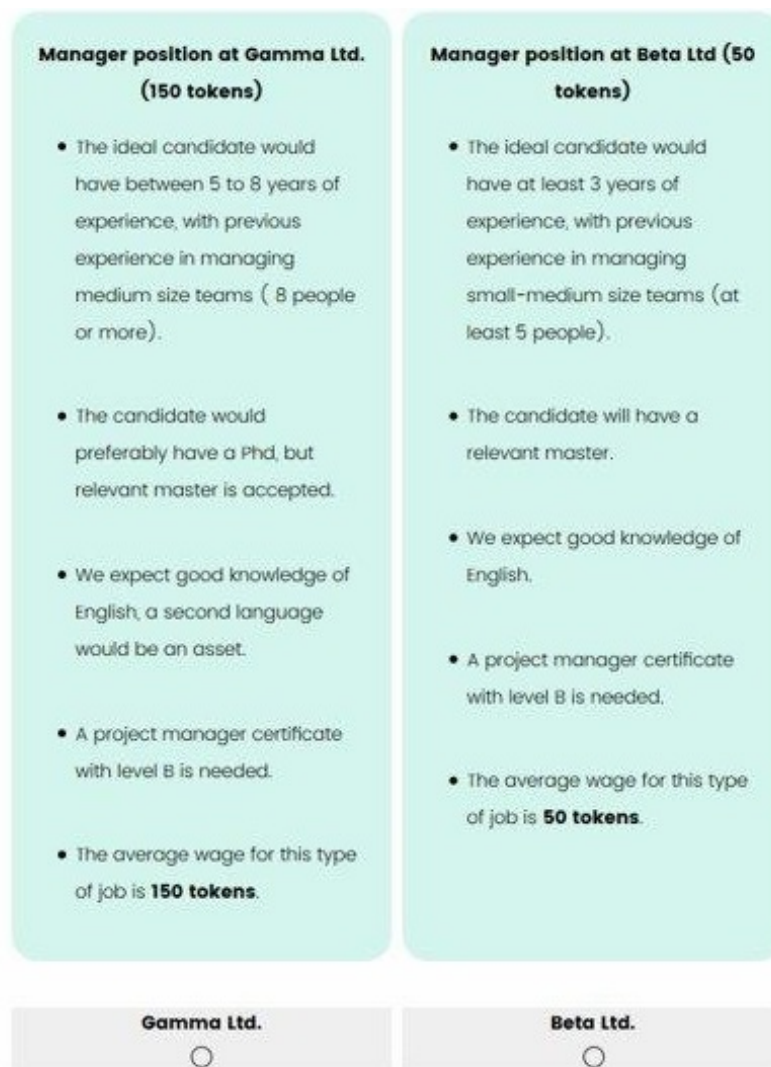 Manager position at Gamma Ltd.
(150 tokens)
• The ideal candidate would
have between 5 to 8 years of
experience, with previous
experience in managing
medium size teams ( 8 people
or more).
• The candidate would
preferably have a Phd, but
relevant master is accepted.
• We expect good knowledge of
English, a second language
would be an asset.
• A project manager certificate
with level B is needed.
• The average wage for this type
of job is 150 tokens.
Manager position at Beta Ltd (50
tokens)
• The ideal candidate would
have at least 3 years of
experience, with previous
experience in managing
small-medium size teams (at
least 5 people).
• The candidate will have a
relevant master.
• We expect good knowledge of
English.
• A project manager certificate
with level B is needed.
• The average wage for this type
of job is 50 tokens.
Gamma Ltd.
Beta Ltd.